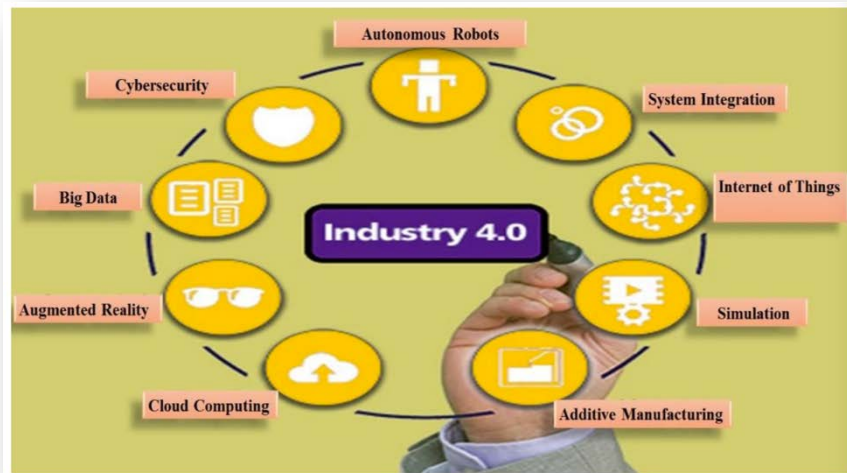 Autonomous Robots
Cybersecurity
System Integration
Big Data
Internet of Things
Industry 4.0
Augmented Reality
Simulation
Cloud Computing
Additive Manufacturing